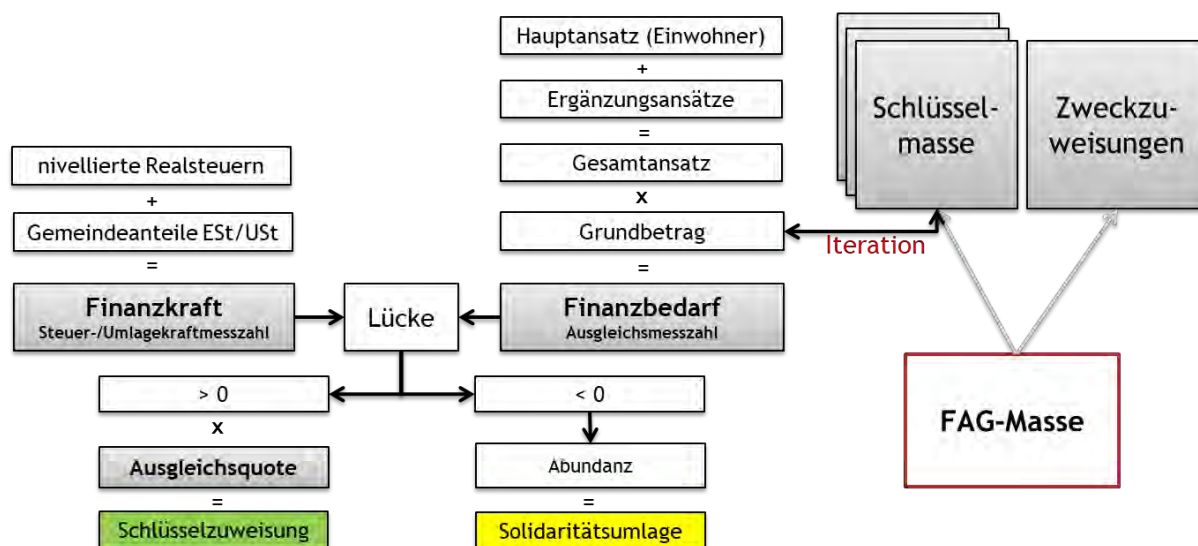 nivellierte Realsteuern
+
Gemeindeanteile ESt/USt
=
Finanzkraft
Steuer-/Umlagekraftmesszahl
Lücke
Hauptansatz (Einwohner)
+
Ergänzungsansätze
=
Gesamtansatz
x
Grundbetrag
=
Finanzbedarf
Ausgleichsmesszahl
Iteration
Schlüssel-
masse
Zweckzu-
weisungen
FAG-Masse
> 0
x
Ausgleichsquote
=
Schlüsselzuweisung
< 0
Abundanz
=
Solidaritätsumlage